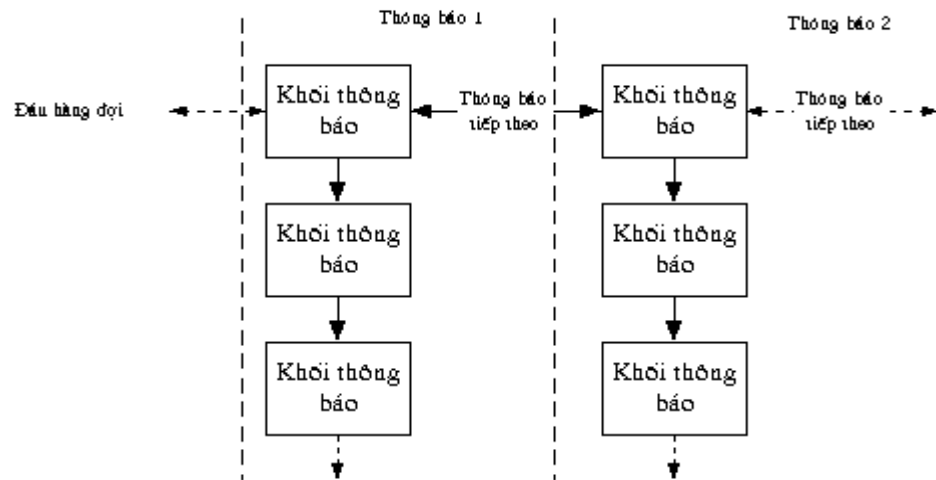 Thông báo 1
Thông báo 2
Đầu hàng đợi
Khối thông
báo
Thông báo
tiếp theo
Khối thông
báo
Thông báo
tiếp theo
Khối thông
báo
Khối thông
báo
Khối thông
báo
Khối thông
báo